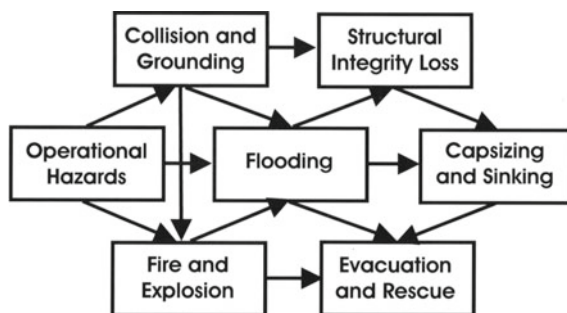 Collision and
Grounding
Structural
Integrity Loss
Operational
Hazards
Flooding
Capsizing
and Sinking
Fire and
Explosion
Evacuation
and Rescue